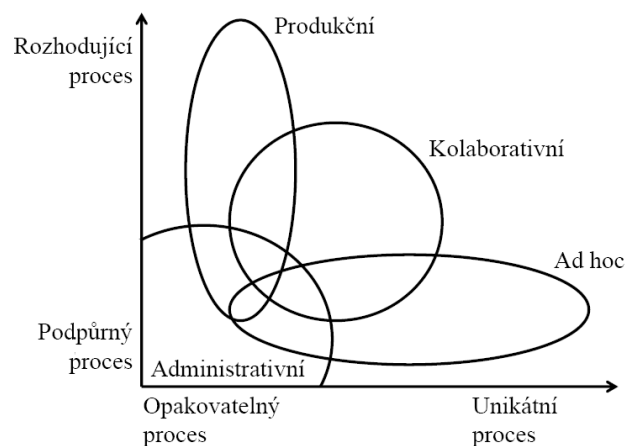 Produkční
Rozhodující
proces
Kolaborativní
Ad hoc
Podpůrný
proces
Administrativní
Opakovatelný
proces
Unikátní
proces